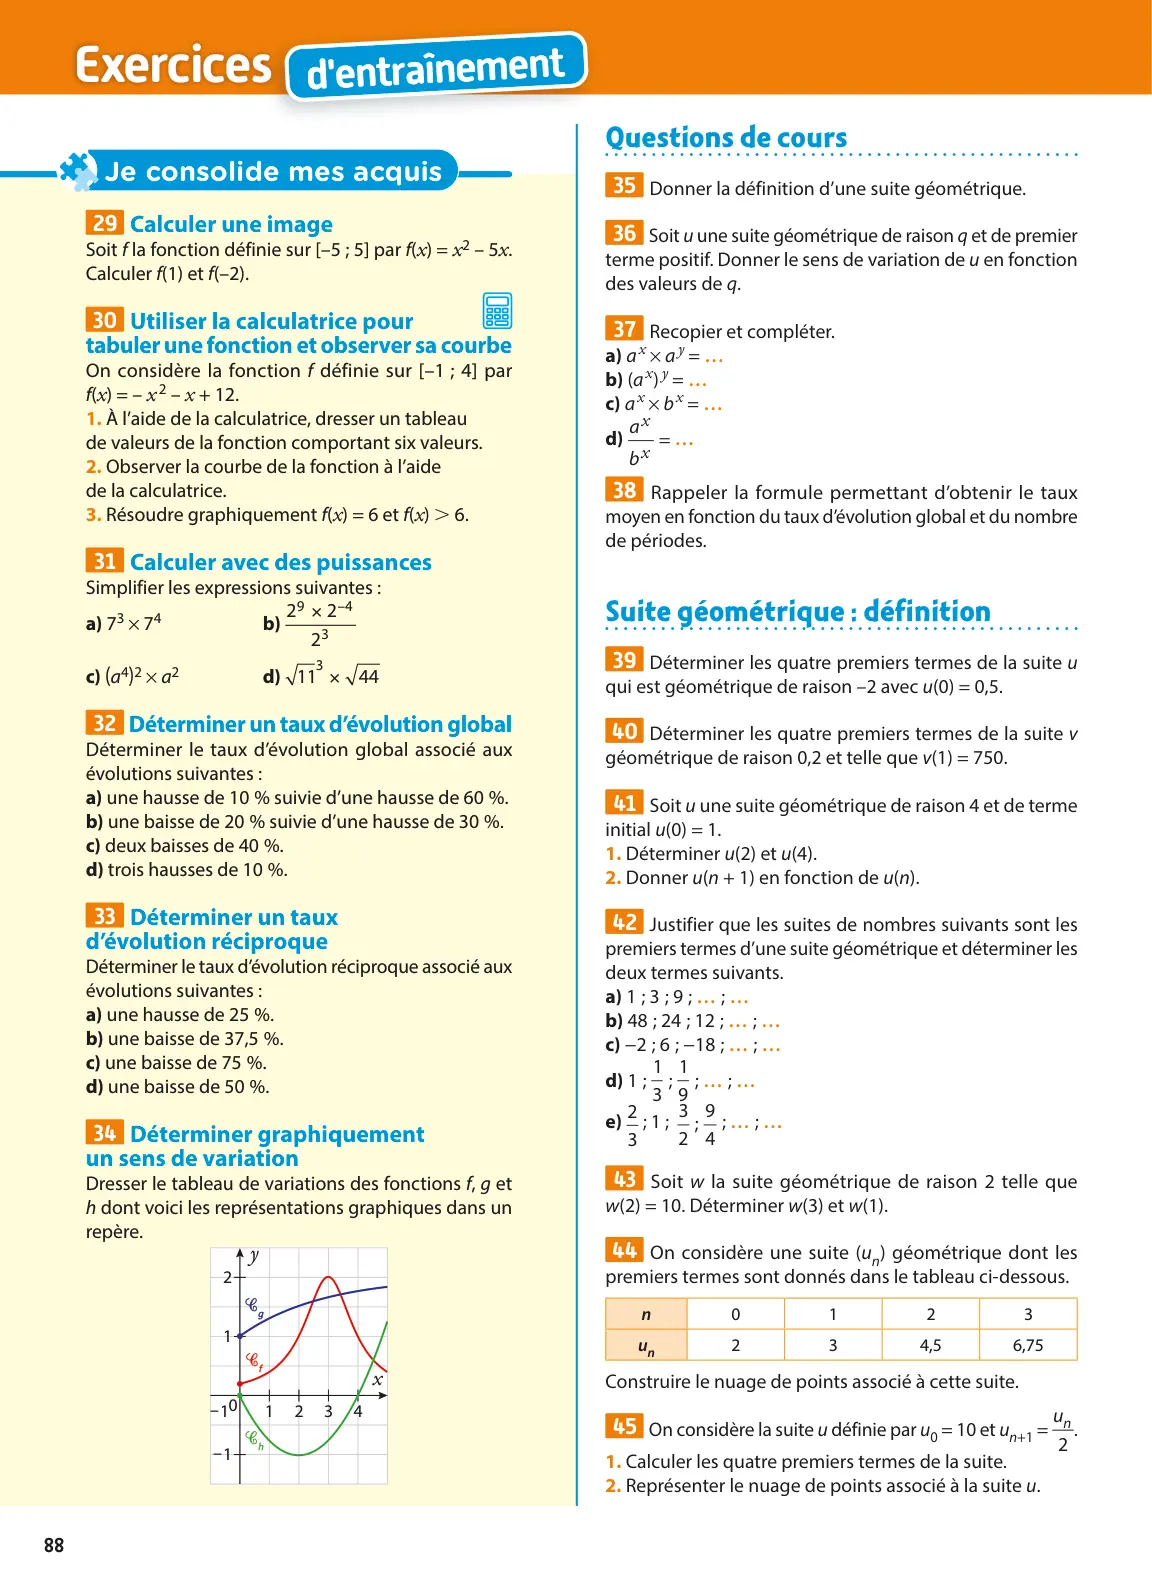 Exercices d'entraînement
Je consolide mes acquis
29 Calculer une image
Soit f la fonction définie sur [–5 ; 5] par f(x) = x² – 5x.
Calculer f(1) et f(–2).
30 Utiliser la calculatrice pour
tabuler une fonction et observer sa courbe
On considère la fonction f définie sur [–1 ; 4] par
f(x) = – x² – x + 12.
1. À l’aide de la calculatrice, dresser un tableau
de valeurs de la fonction comportant six valeurs.
2. Observer la courbe de la fonction à l’aide
de la calculatrice.
3. Résoudre graphiquement f(x) = 6 et f(x) > 6.
31 Calculer avec des puissances
Simplifier les expressions suivantes :
a) 7³ × 7⁴ b) (2⁹ × 2⁻⁴)/2³
c) (a⁴)² × a² d) √11³ × √44
32 Déterminer un taux d’évolution global
Déterminer le taux d’évolution global associé aux
évolutions suivantes :
a) une hausse de 10 % suivie d’une hausse de 60 %.
b) une baisse de 20 % suivie d’une hausse de 30 %.
c) deux baisses de 40 %.
d) trois hausses de 10 %.
33 Déterminer un taux
d’évolution réciproque
Déterminer le taux d’évolution réciproque associé aux
évolutions suivantes :
a) une hausse de 25 %.
b) une baisse de 37,5 %.
c) une baisse de 75 %.
d) une baisse de 50 %.
34 Déterminer graphiquement
un sens de variation
Dresser le tableau de variations des fonctions f, g et
h dont voici les représentations graphiques dans un
repère.
y
2
𝒞g
1
𝒞f
x
–1 0 1 2 3 4
𝒞h
–1
Questions de cours
35 Donner la définition d’une suite géométrique.
36 Soit u une suite géométrique de raison q et de premier
terme positif. Donner le sens de variation de u en fonction
des valeurs de q.
37 Recopier et compléter.
a) aˣ × aʸ = …
b) (aˣ)ʸ = …
c) aˣ × bˣ = …
d) aˣ/bˣ = …
38 Rappeler la formule permettant d’obtenir le taux
moyen en fonction du taux d’évolution global et du nombre
de périodes.
Suite géométrique : définition
39 Déterminer les quatre premiers termes de la suite u
qui est géométrique de raison –2 avec u(0) = 0,5.
40 Déterminer les quatre premiers termes de la suite v
géométrique de raison 0,2 et telle que v(1) = 750.
41 Soit u une suite géométrique de raison 4 et de terme
initial u(0) = 1.
1. Déterminer u(2) et u(4).
2. Donner u(n + 1) en fonction de u(n).
42 Justifier que les suites de nombres suivants sont les
premiers termes d’une suite géométrique et déterminer les
deux termes suivants.
a) 1 ; 3 ; 9 ; … ; …
b) 48 ; 24 ; 12 ; … ; …
c) −2 ; 6 ; −18 ; … ; …
d) 1 ; 1/3 ; 1/9 ; … ; …
e) 2/3 ; 1 ; 3/2 ; 9/4 ; … ; …
43 Soit w la suite géométrique de raison 2 telle que
w(2) = 10. Déterminer w(3) et w(1).
44 On considère une suite (uₙ) géométrique dont les
premiers termes sont donnés dans le tableau ci-dessous.
n 0 1 2 3
uₙ 2 3 4,5 6,75
Construire le nuage de points associé à cette suite.
45 On considère la suite u définie par u₀ = 10 et uₙ₊₁ = uₙ/2.
1. Calculer les quatre premiers termes de la suite.
2. Représenter le nuage de points associé à la suite u.
88